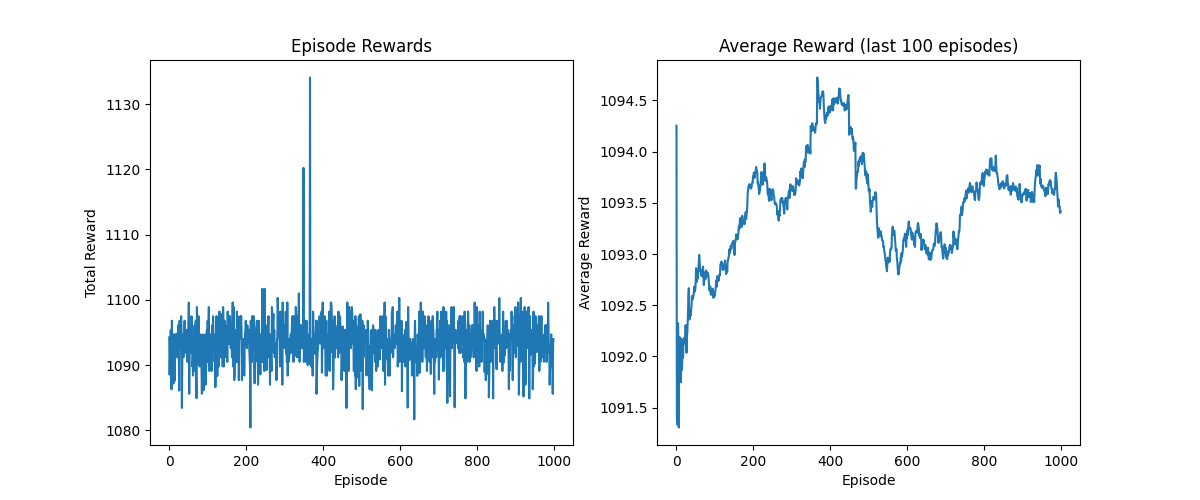 Episode Rewards
Total Reward
1130
1120
1110
1100
1090
1080
0 200 400 600 800 1000
Episode
Average Reward (last 100 episodes)
Average Reward
1094.5
1094.0
1093.5
1093.0
1092.5
1092.0
1091.5
0 200 400 600 800 1000
Episode